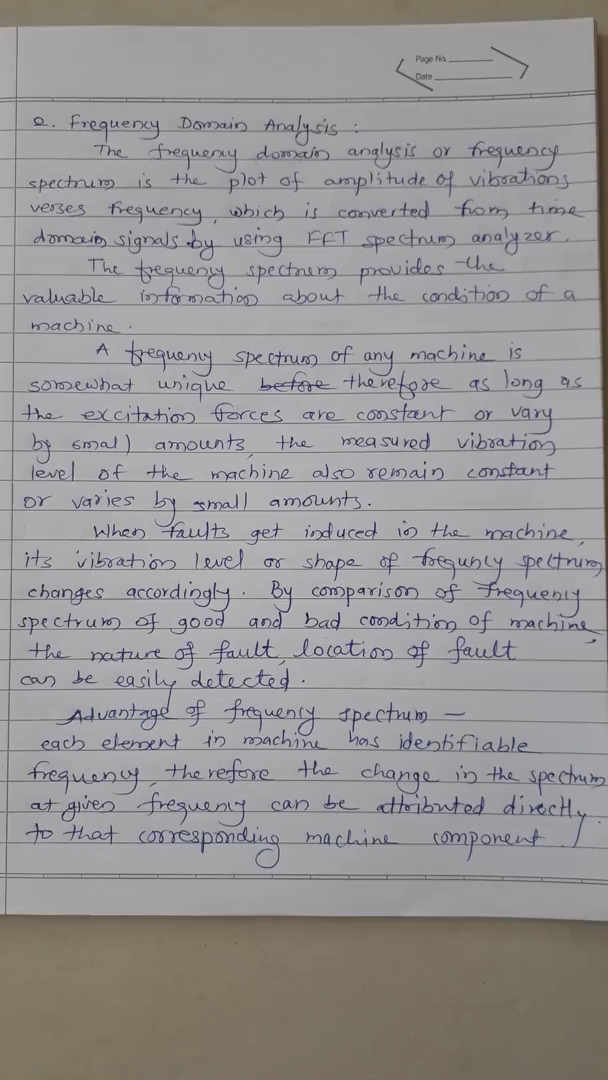 Page No.
Date
2. Frequency Domain Analysis :
The frequency domain analysis or frequency
spectrum is the plot of amplitude of vibrations
verses frequency, which is converted from time
domain signals by using FFT spectrum analyzer.
The frequency spectrum provides the
valuable information about the condition of a
machine.
A frequency spectrum of any machine is
somewhat unique before therefore as long as
the excitation forces are constant or vary
by small amounts, the measured vibration
level of the machine also remain constant
or varies by small amounts.
When faults get induced in the machine,
its vibration level or shape of frequncy spectrum
changes accordingly. By comparison of frequency
spectrum of good and bad condition of machine,
the nature of fault, location of fault
can be easily detected.
Advantage of frequency spectrum -
each element in machine has identifiable
frequency, therefore the change in the spectrum
at given frequency can be attributed directly
to that corresponding machine component.